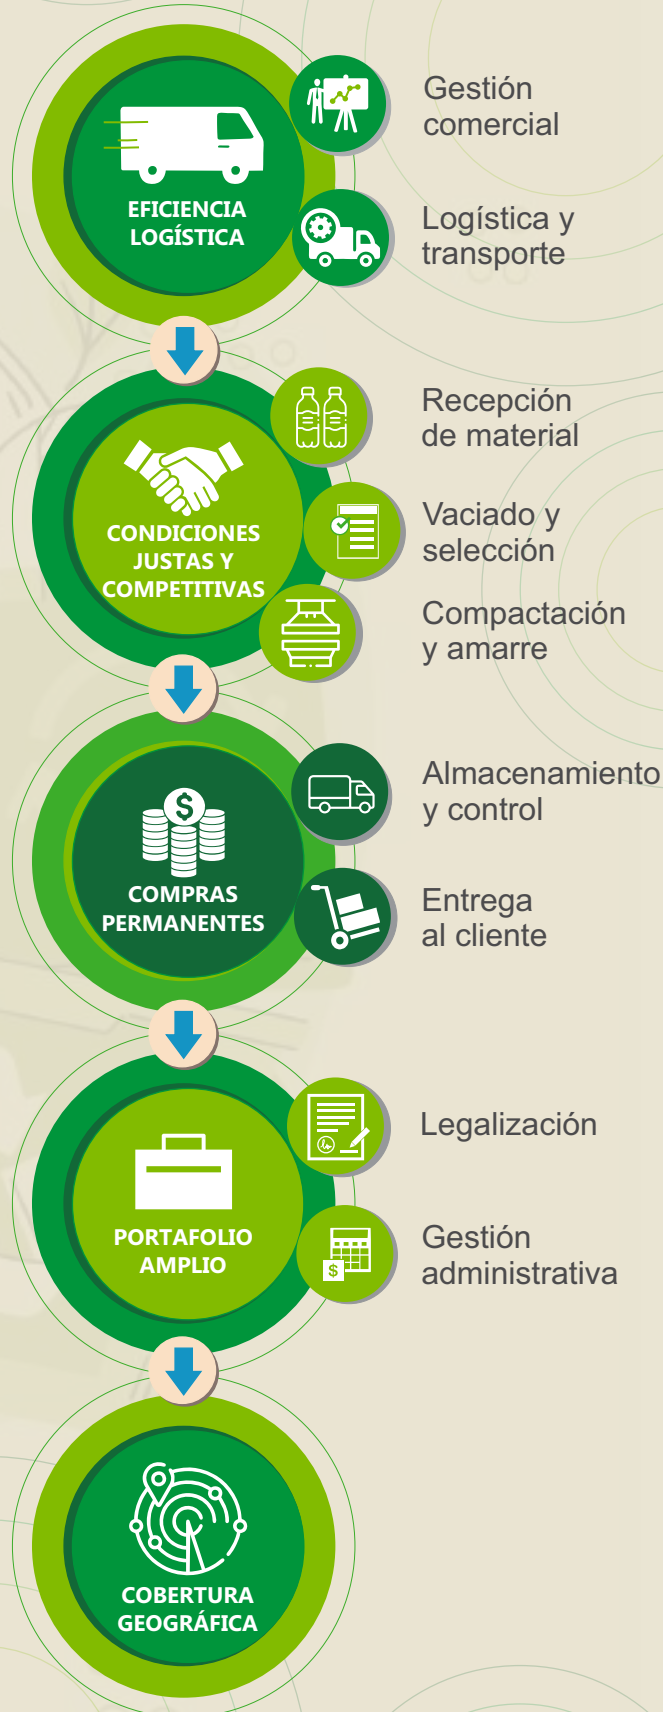 EFICIENCIA
LOGÍSTICA
Gestión
comercial
Logística y
transporte
CONDICIONES
JUSTAS Y
COMPETITIVAS
Recepción
de material
Vaciado y
selección
Compactación
y amarre
$
COMPRAS
PERMANENTES
Almacenamiento
y control
Entrega
al cliente
PORTAFOLIO
AMPLIO
Legalización
Gestión
administrativa
$
COBERTURA
GEOGRÁFICA